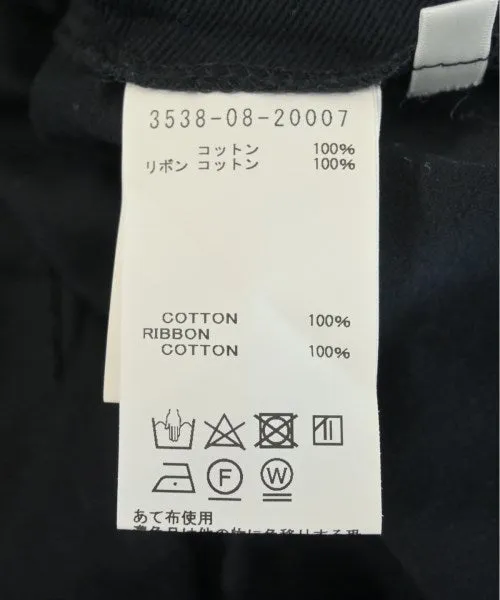 3538-08-20007
コットン 100%
リボン コットン 100%
COTTON 100%
RIBBON
COTTON 100%
F W
あて布使用